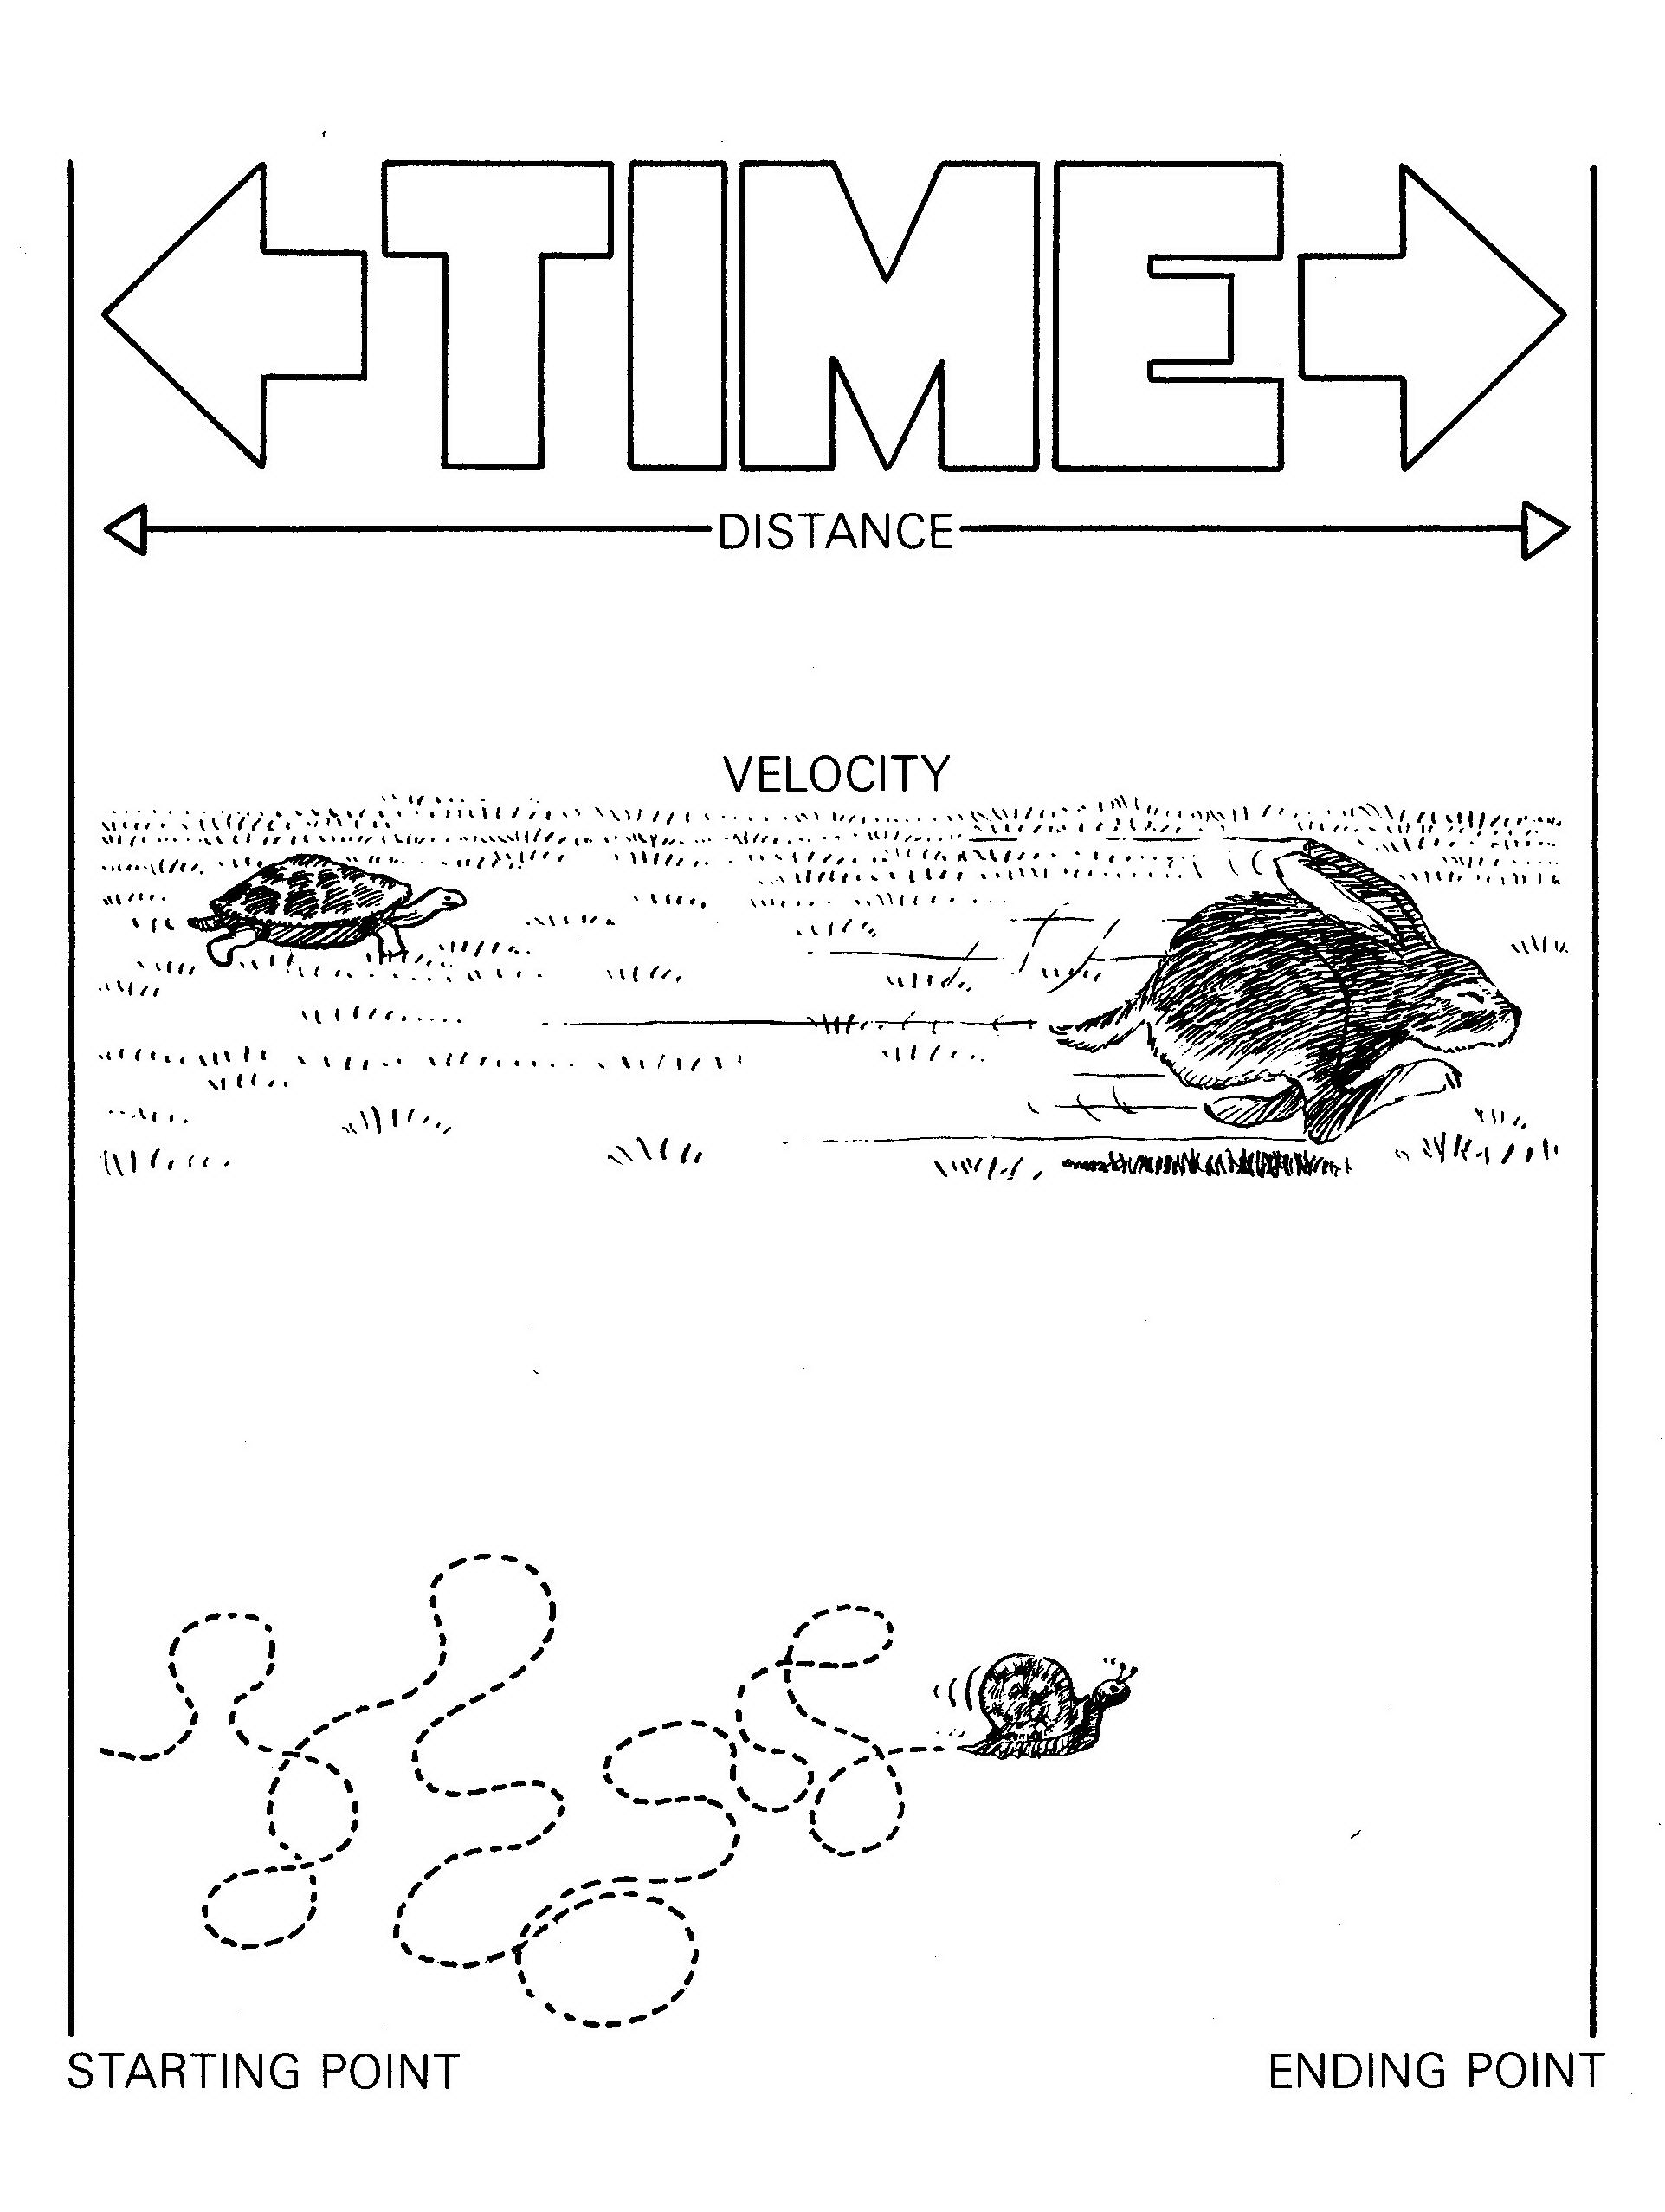 TIME
DISTANCE
VELOCITY
STARTING POINT
ENDING POINT